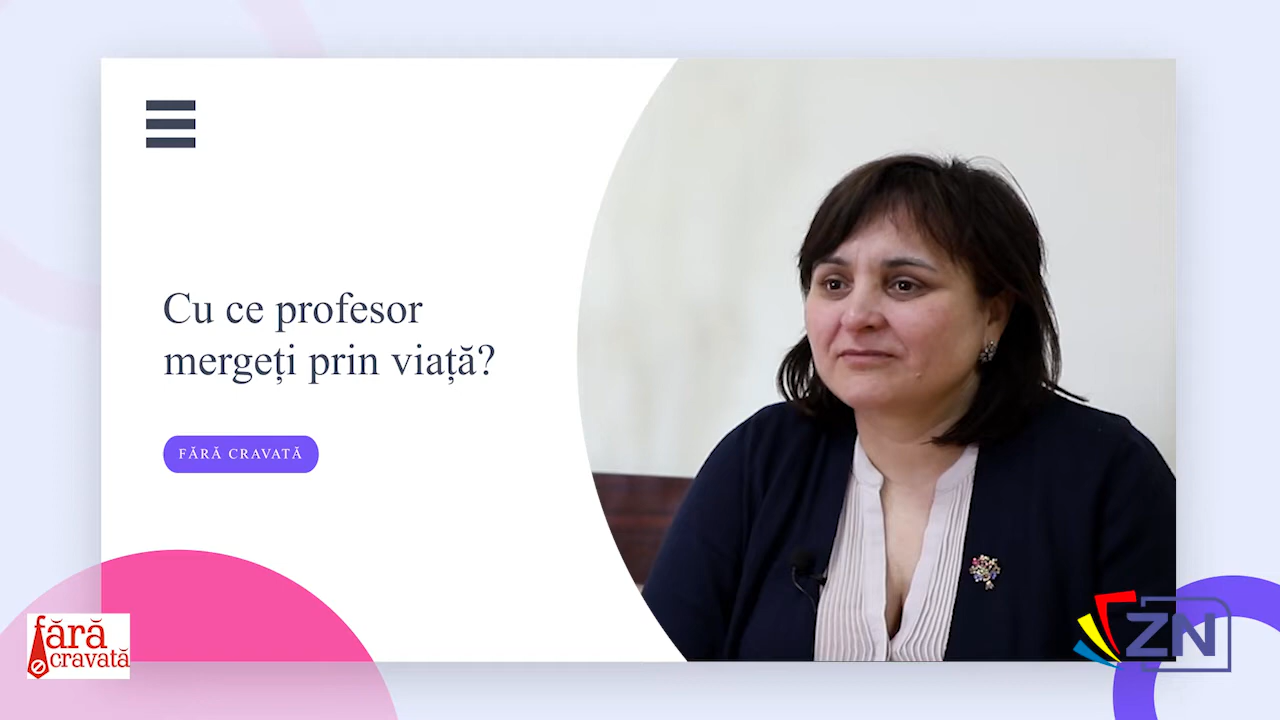 Cu ce profesor
mergeți prin viață?
FĂRĂ CRAVATĂ
fără
cravată
ZN